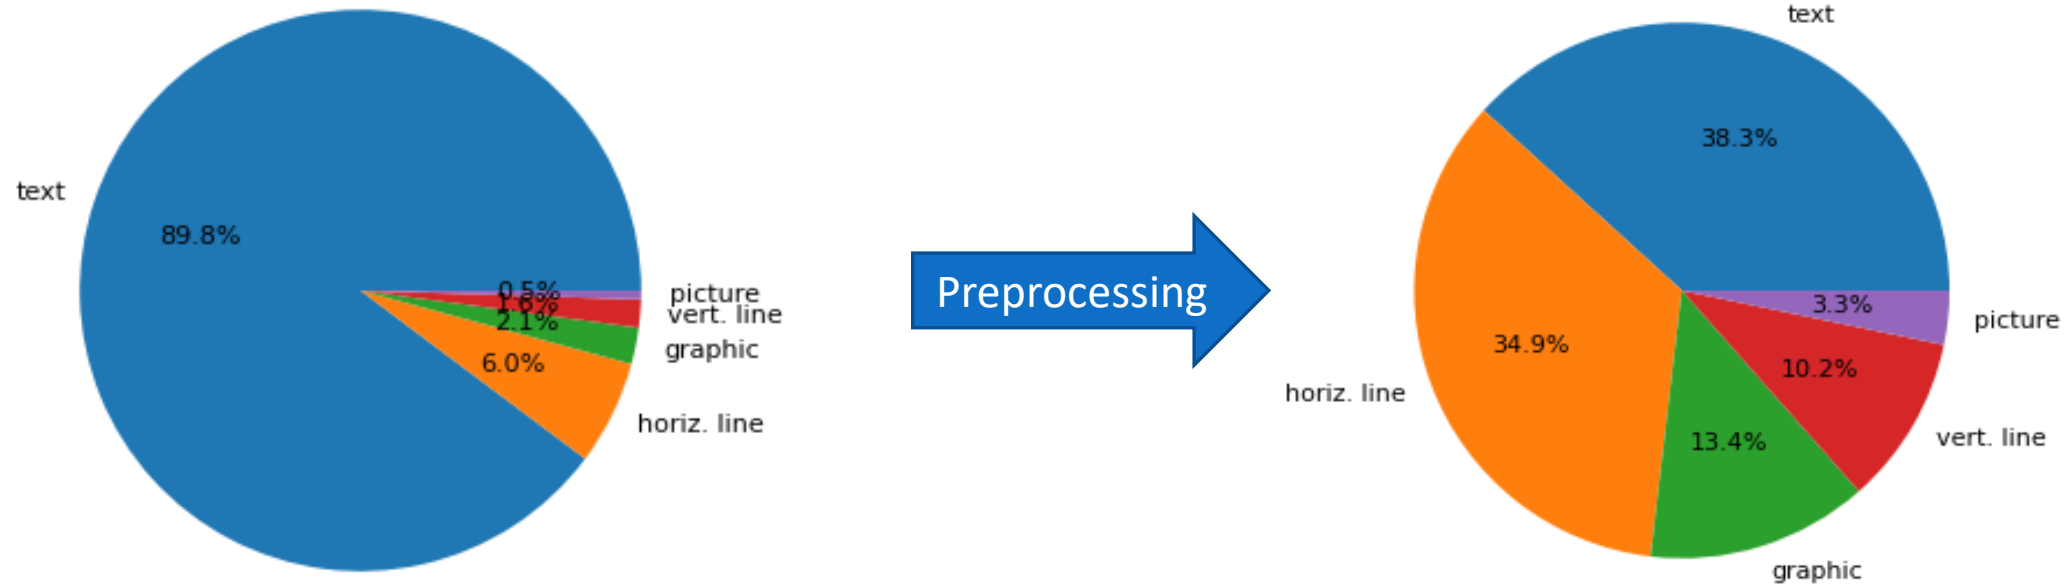 text
89.8%
0.5%
picture
1.6%
vert. line
2.1%
graphic
6.0%
horiz. line
Preprocessing
text
38.3%
3.3%
picture
34.9%
10.2%
horiz. line
13.4%
vert. line
graphic